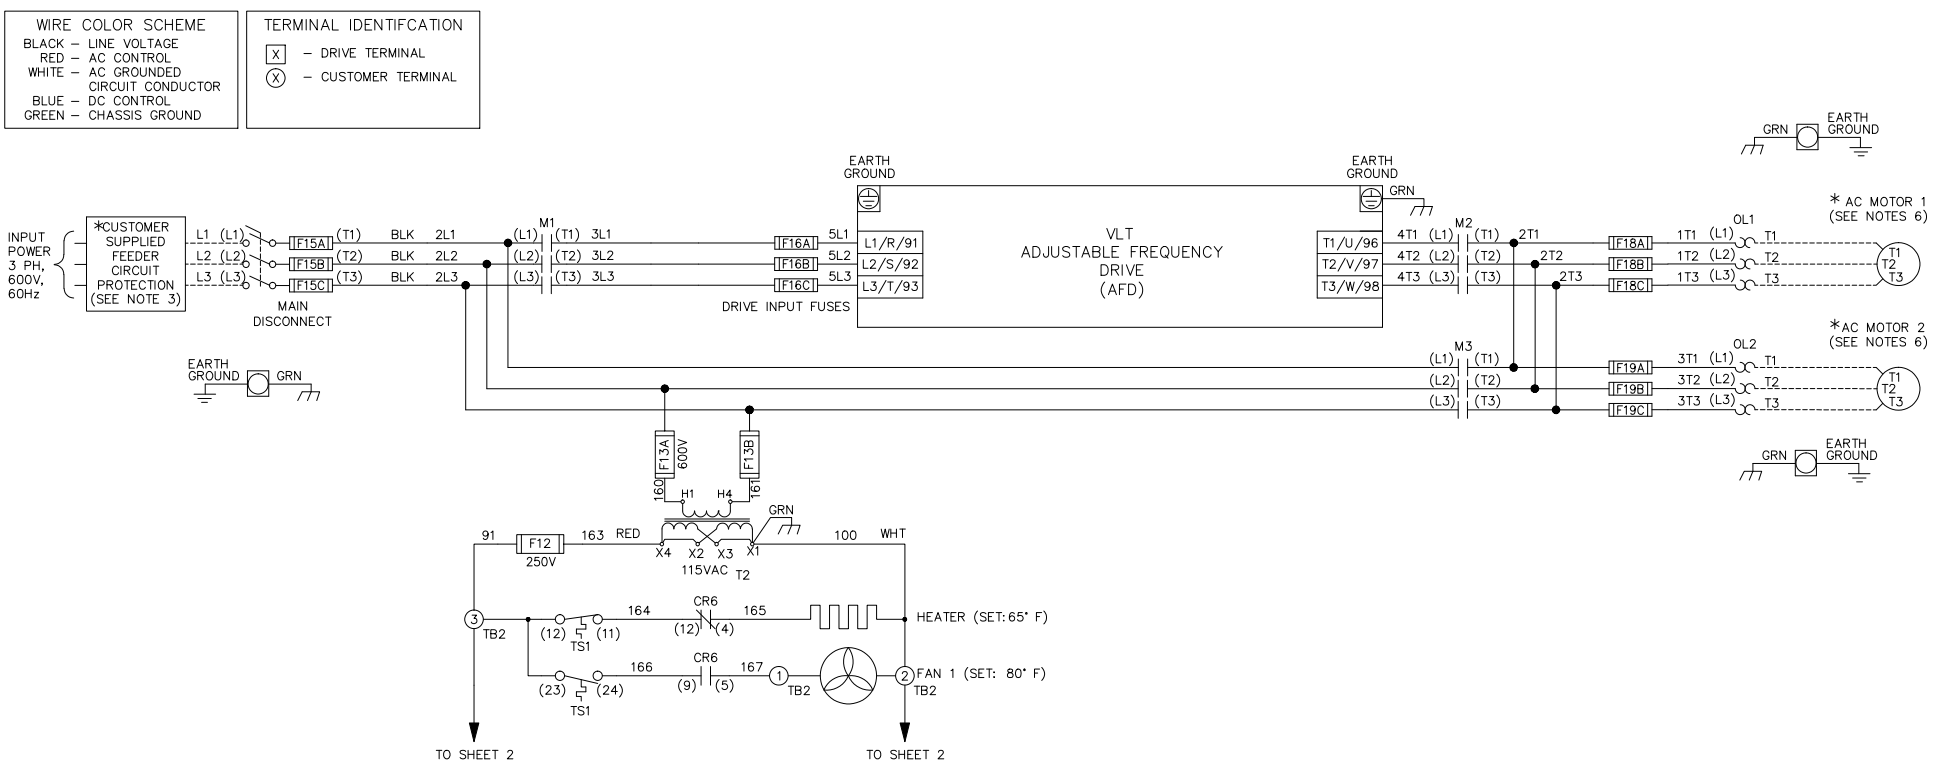 WIRE COLOR SCHEME
BLACK – LINE VOLTAGE
RED – AC CONTROL
WHITE – AC GROUNDED
CIRCUIT CONDUCTOR
BLUE – DC CONTROL
GREEN – CHASSIS GROUND
TERMINAL IDENTIFCATION
X – DRIVE TERMINAL
X – CUSTOMER TERMINAL
GRN
EARTH
GROUND
EARTH
GROUND
EARTH
GROUND
GRN
INPUT
POWER
3 PH,
600V,
60Hz
*CUSTOMER
SUPPLIED
FEEDER
CIRCUIT
PROTECTION
(SEE NOTE 3)
L1 (L1) F15A (T1) BLK 2L1 (L1) M1 (T1) 3L1 F16A 5L1 L1/R/91
L2 (L2) F15B (T2) BLK 2L2 (L2) (T2) 3L2 F16B 5L2 L2/S/92
L3 (L3) F15C (T3) BLK 2L3 (L3) (T3) 3L3 F16C 5L3 L3/T/93
MAIN
DISCONNECT
DRIVE INPUT FUSES
VLT
ADJUSTABLE FREQUENCY
DRIVE
(AFD)
T1/U/96 4T1 (L1) M2 (T1) 2T1 F18A 1T1 (L1) OL1 T1
T2/V/97 4T2 (L2) (T2) 2T2 F18B 1T2 (L2) T2
T3/W/98 4T3 (L3) (T3) 2T3 F18C 1T3 (L3) T3
* AC MOTOR 1
(SEE NOTES 6)
T1
T2
T3
M3
(L1) (T1) F19A 3T1 (L1) OL2 T1
(L2) (T2) F19B 3T2 (L2) T2
(L3) (T3) F19C 3T3 (L3) T3
* AC MOTOR 2
(SEE NOTES 6)
T1
T2
T3
EARTH
GROUND GRN
GRN
EARTH
GROUND
F13A
600V
F13B
160
H1 H4
161
GRN
91 F12 163 RED
250V
X4 X2 X3 X1
115VAC T2
100 WHT
3
TB2
(12) (11)
TS1
164
CR6
(12) (4)
165
HEATER (SET:65° F)
(23) (24)
TS1
166
CR6
(9) (5)
167
1
TB2
2
TB2
FAN 1 (SET: 80° F)
TO SHEET 2
TO SHEET 2